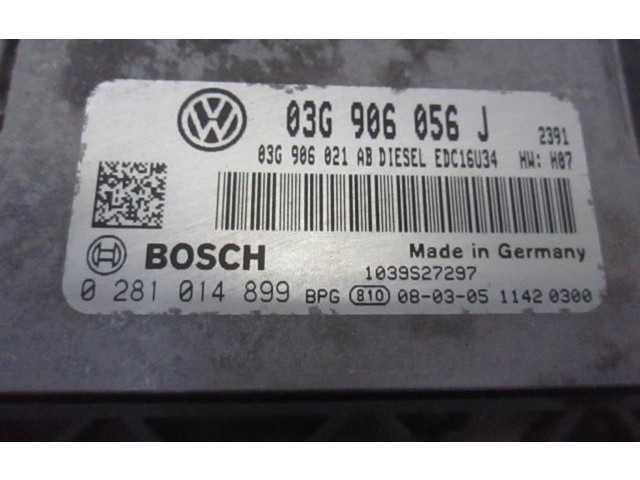 03G 906 056 J 2391
03G 906 021 AB DIESEL EDC16U34 HW: H07
BOSCH Made in Germany
1039S27297
0 281 014 899 BPG 810 08-03-05 1142 0300